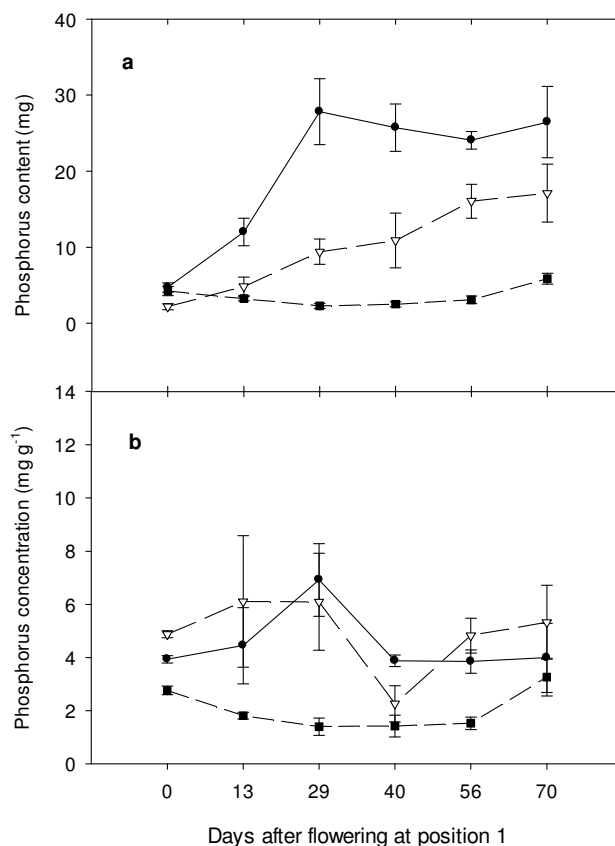 40
a
30
20
10
0
Phosphorus content (mg)
14
b
12
10
8
6
4
2
0
Phosphorus concentration (mg g⁻¹)
0 13 29 40 56 70
Days after flowering at position 1